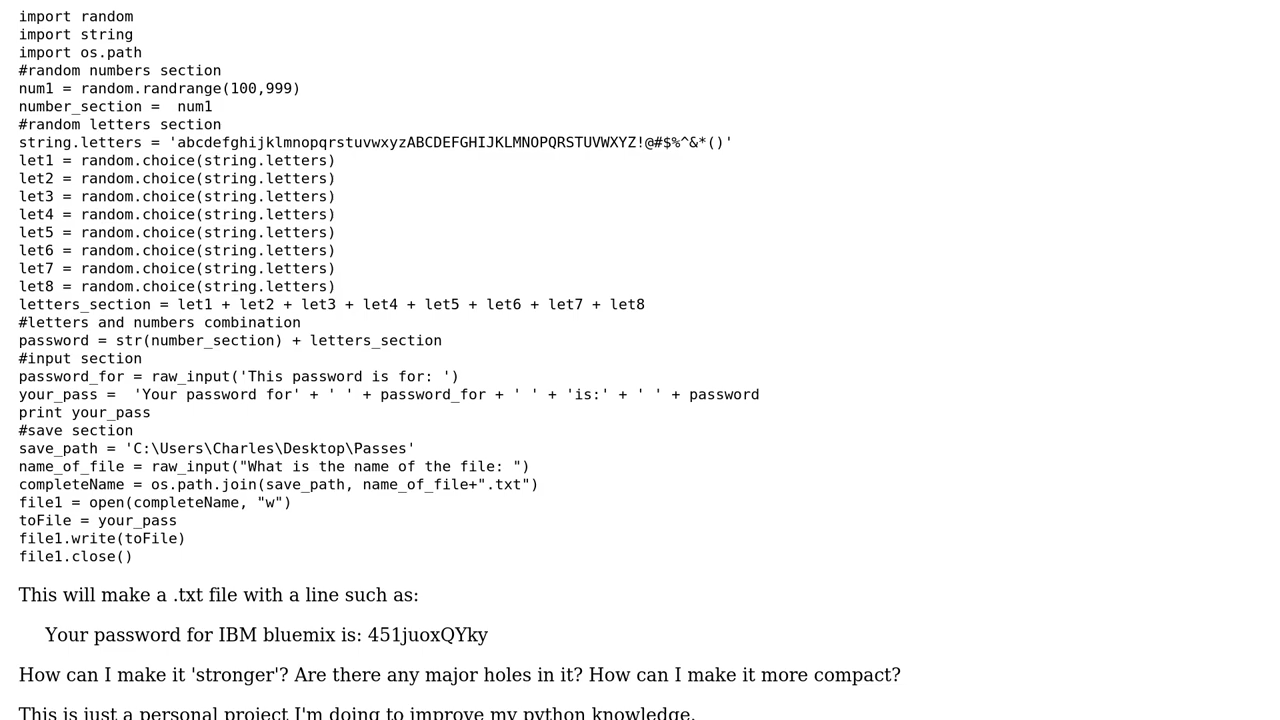 import random
import string
import os.path
#random numbers section
num1 = random.randrange(100,999)
number_section =  num1
#random letters section
string.letters = 'abcdefghijklmnopqrstuvwxyzABCDEFGHIJKLMNOPQRSTUVWXYZ!@#$%^&*()'
let1 = random.choice(string.letters)
let2 = random.choice(string.letters)
let3 = random.choice(string.letters)
let4 = random.choice(string.letters)
let5 = random.choice(string.letters)
let6 = random.choice(string.letters)
let7 = random.choice(string.letters)
let8 = random.choice(string.letters)
letters_section = let1 + let2 + let3 + let4 + let5 + let6 + let7 + let8
#letters and numbers combination
password = str(number_section) + letters_section
#input section
password_for = raw_input('This password is for: ')
your_pass =  'Your password for' + ' ' + password_for + ' ' + 'is:' + ' ' + password
print your_pass
#save section
save_path = 'C:\Users\Charles\Desktop\Passes'
name_of_file = raw_input("What is the name of the file: ")
completeName = os.path.join(save_path, name_of_file+".txt")
file1 = open(completeName, "w")
toFile = your_pass
file1.write(toFile)
file1.close()
This will make a .txt file with a line such as:
Your password for IBM bluemix is: 451juoxQYky
How can I make it 'stronger'? Are there any major holes in it? How can I make it more compact?
This is just a personal project I'm doing to improve my python knowledge.